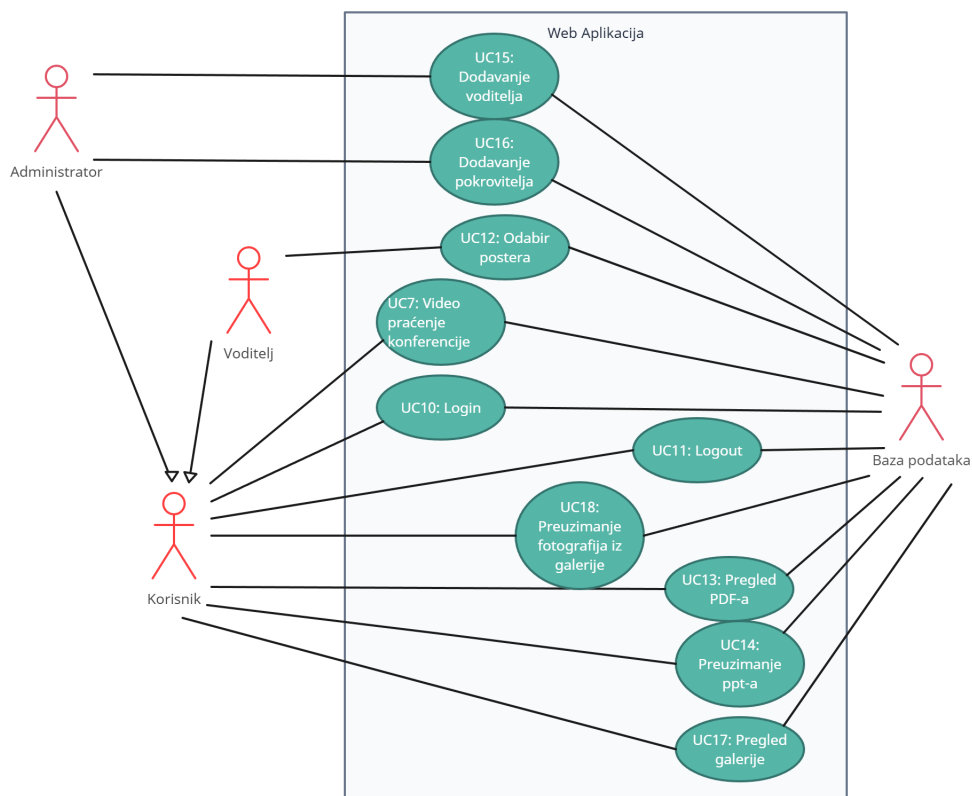 Web Aplikacija
UC15:
Dodavanje
voditelja
UC16:
Dodavanje
pokrovitelja
Administrator
UC12: Odabir
postera
UC7: Video
praćenje
konferencije
Voditelj
UC10: Login
UC11: Logout
Baza podataka
UC18:
Preuzimanje
fotografija iz
galerije
UC13: Pregled
PDF-a
Korisnik
UC14:
Preuzimanje
ppt-a
UC17: Pregled
galerije